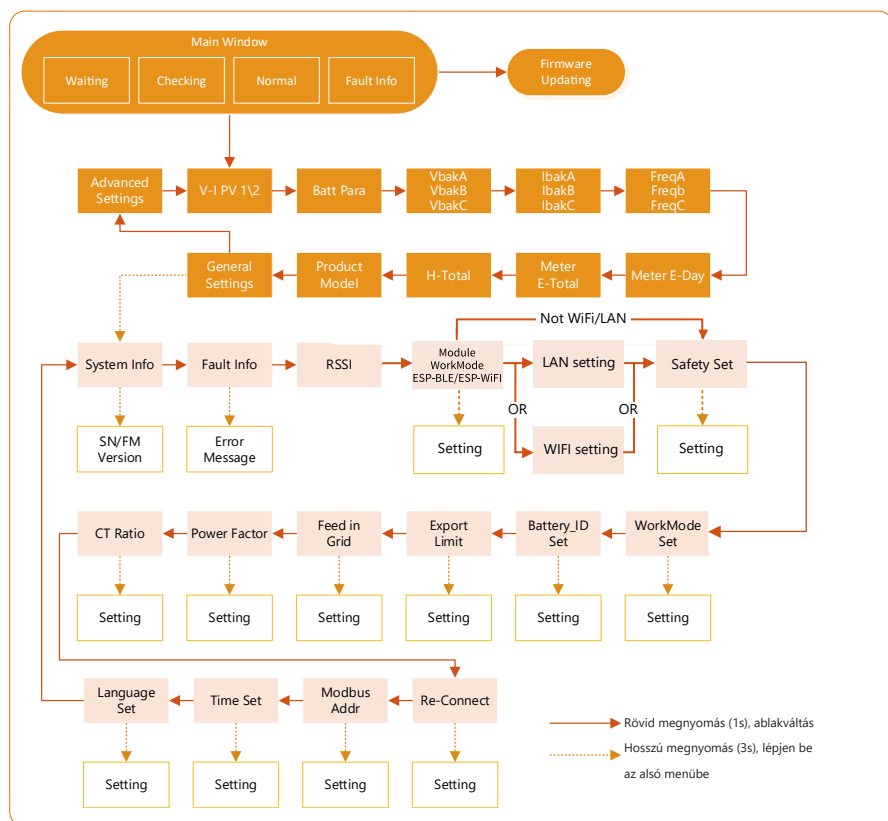 Main Window
Waiting
Checking
Normal
Fault Info
Firmware
Updating
Advanced
Settings
V-I PV 1\2
Batt Para
VbakA
VbakB
VbakC
IbakA
IbakB
IbakC
FreqA
Freqb
FreqC
General
Settings
Product
Model
H-Total
Meter
E-Total
Meter E-Day
Not WiFi/LAN
System Info
Fault Info
RSSI
Module
WorkMode
ESP-BLE/ESP-WiFI
LAN setting
Safety Set
OR
OR
SN/FM
Version
Error
Message
Setting
WIFI setting
Setting
CT Ratio
Power Factor
Feed in
Grid
Export
Limit
Battery_ID
Set
WorkMode
Set
Setting
Setting
Setting
Setting
Setting
Setting
Language
Set
Time Set
Modbus
Addr
Re-Connect
Setting
Setting
Setting
Setting
Rövid megnyomás (1s), ablakváltás
Hosszú megnyomás (3s), lépjen be
az alsó menübe